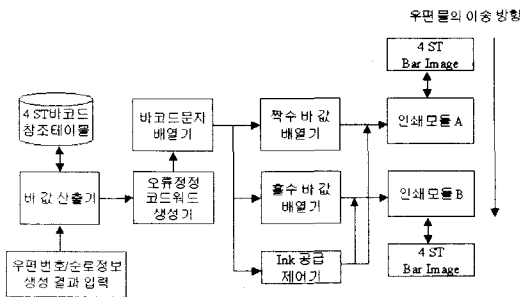 우편물의 이송 방향
4 ST
Bar Image
4 ST바코드
참조테이블
바코드문자
배열기
짝수 바 값
배열기
인쇄모듈 A
바 값 산출기
오류정정
코드워드
생성기
홀수 바 값
배열기
인쇄모듈 B
우편번호/순로정보
생성 결과 입력
Ink 공급
제어기
4 ST
Bar Image